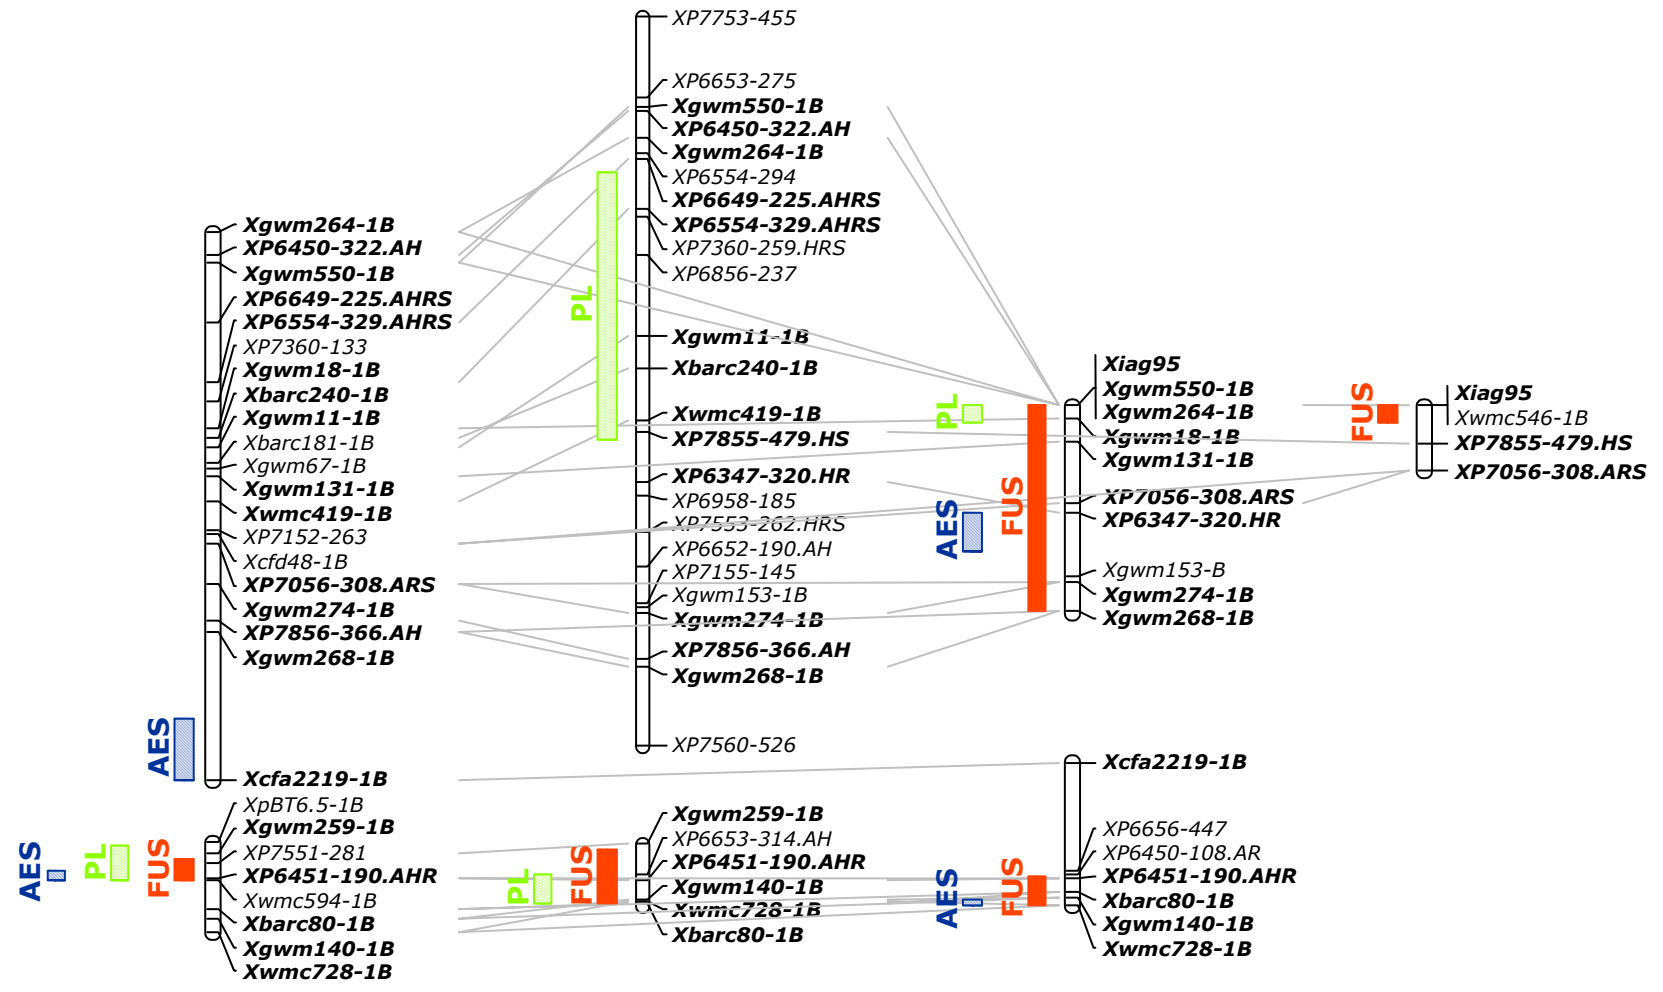 Xgwm264-1B
XP6450-322.AH
Xgwm550-1B
XP6649-225.AHRS
XP6554-329.AHRS
XP7360-133
Xgwm18-1B
Xbarc240-1B
Xgwm11-1B
Xbarc181-1B
Xgwm67-1B
Xgwm131-1B
Xwmc419-1B
XP7152-263
Xcfd48-1B
XP7056-308.ARS
Xgwm274-1B
XP7856-366.AH
Xgwm268-1B
Xcfa2219-1B
AES
XpBT6.5-1B
Xgwm259-1B
XP7551-281
XP6451-190.AHR
Xwmc594-1B
Xbarc80-1B
Xgwm140-1B
Xwmc728-1B
AES
PL
FUS
XP7753-455
XP6653-275
Xgwm550-1B
XP6450-322.AH
Xgwm264-1B
XP6554-294
XP6649-225.AHRS
XP6554-329.AHRS
XP7360-259.HRS
XP6856-237
Xgwm11-1B
Xbarc240-1B
Xwmc419-1B
XP7855-479.HS
XP6347-320.HR
XP6958-185
XP7553-262.HRS
XP6652-190.AH
XP7155-145
Xgwm153-1B
Xgwm274-1B
XP7856-366.AH
Xgwm268-1B
XP7560-526
PL
Xgwm259-1B
XP6653-314.AH
XP6451-190.AHR
Xgwm140-1B
Xwmc728-1B
Xbarc80-1B
PL
FUS
Xiag95
Xgwm550-1B
Xgwm264-1B
Xgwm18-1B
Xgwm131-1B
XP7056-308.ARS
XP6347-320.HR
Xgwm153-B
Xgwm274-1B
Xgwm268-1B
PL
AES
FUS
Xcfa2219-1B
XP6656-447
XP6450-108.AR
XP6451-190.AHR
Xbarc80-1B
Xgwm140-1B
Xwmc728-1B
AES
FUS
Xiag95
Xwmc546-1B
XP7855-479.HS
XP7056-308.ARS
FUS